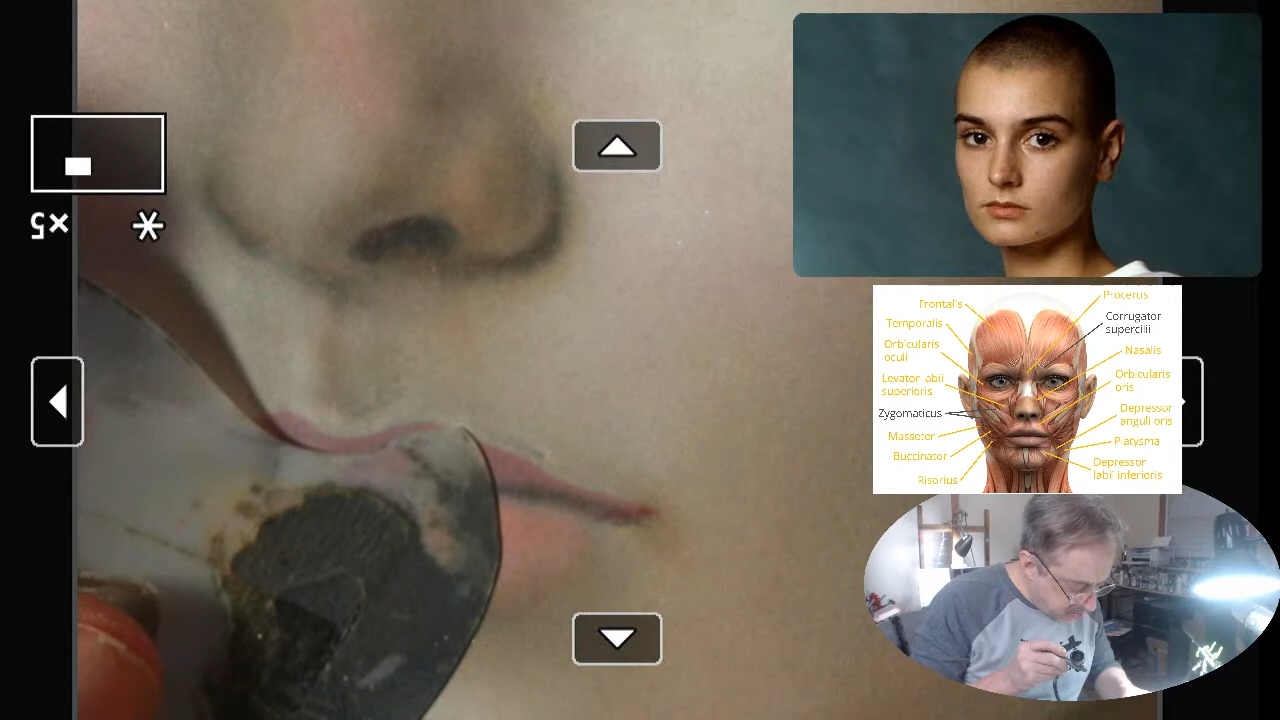 ×5
Frontalis
Temporalis
Orbicularis
oculi
Levator labii
superioris
Zygomaticus
Masseter
Buccinator
Risorius
Procerus
Corrugator
supercilii
Nasalis
Orbicularis
oris
Depressor
anguli oris
Platysma
Depressor
labii inferioris